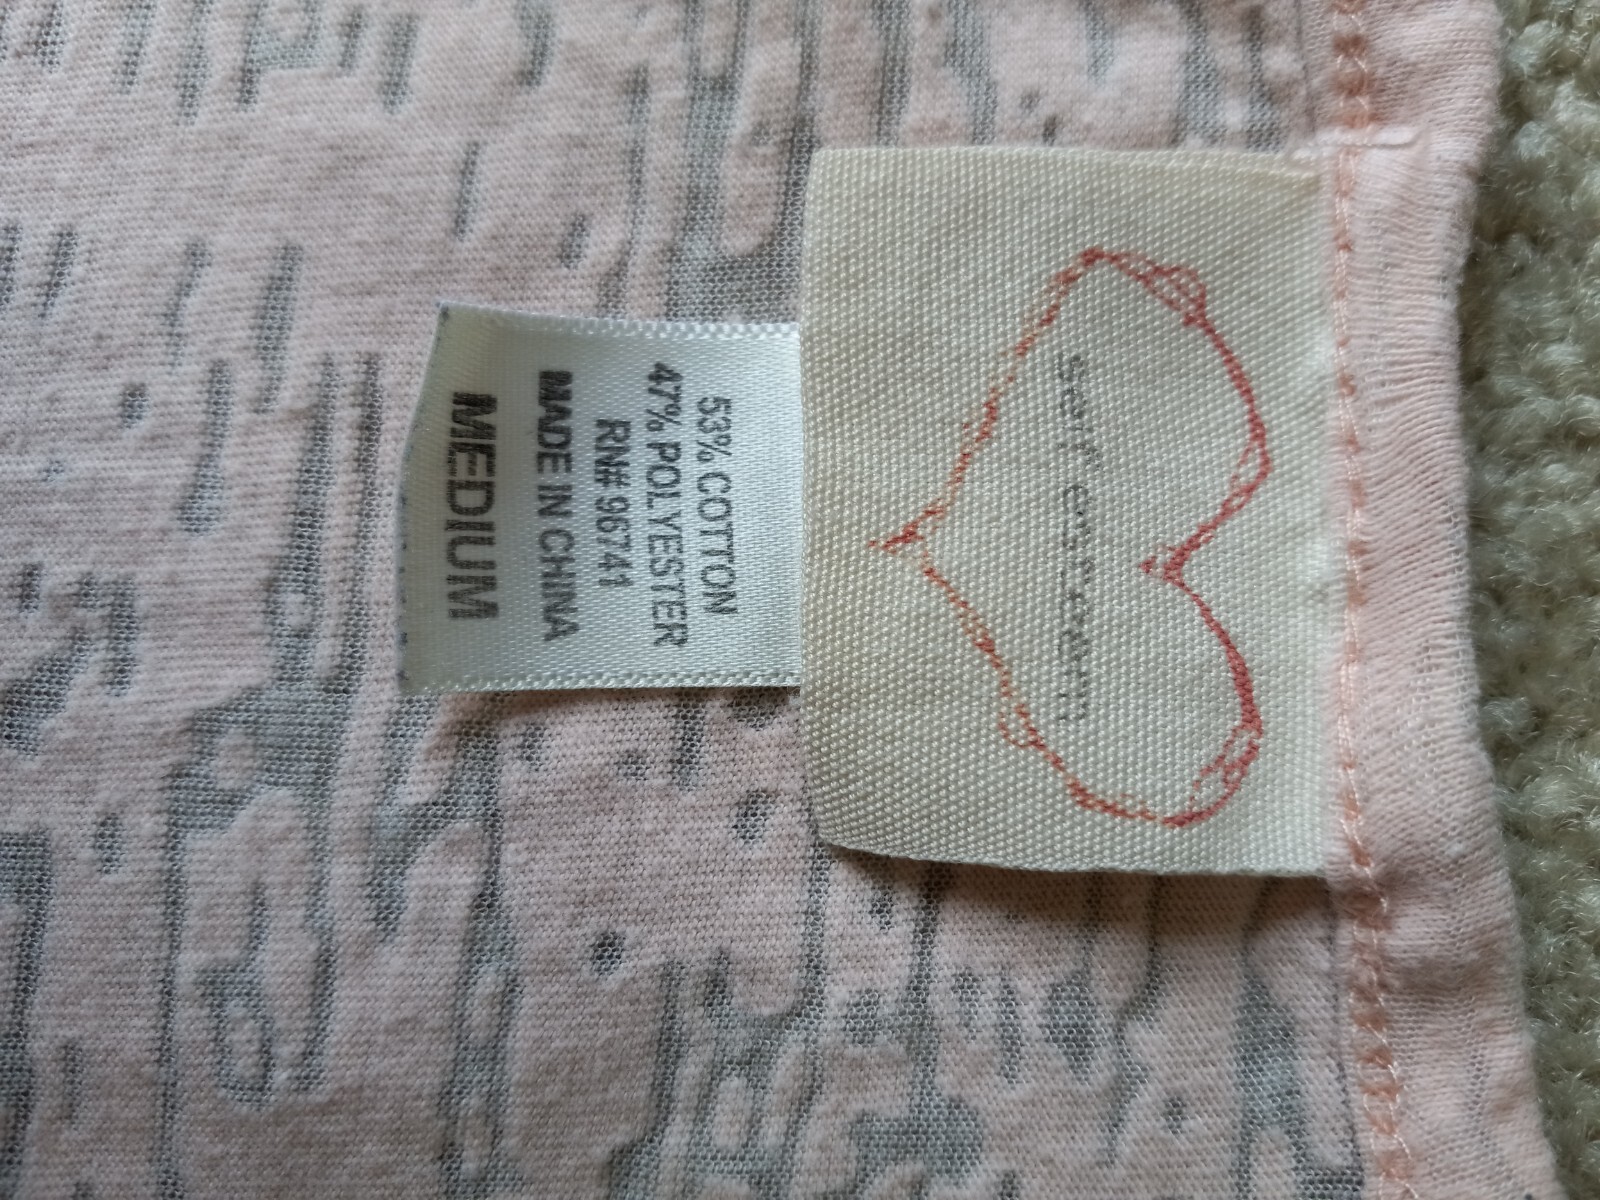 self esteem
53% COTTON
47% POLYESTER
RN# 96741
MADE IN CHINA
MEDIUM